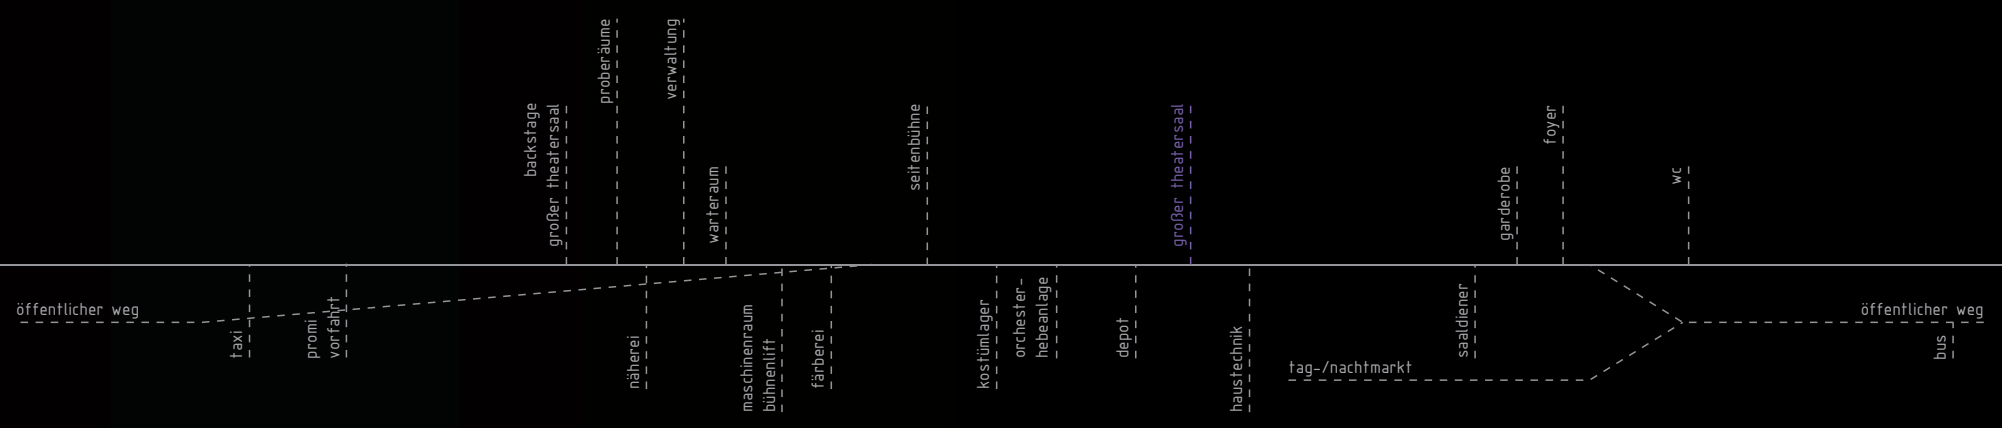 öffentlicher weg
taxi
promi
vorfahrt
backstage
großer theatersaal
proberäume
näherei
verwaltung
warteraum
maschinenraum
bühnenlift
färberei
seitenbühne
kostümlager
orchester-
hebeanlage
depot
großer theatersaal
haustechnik
tag-/nachtmarkt
saaldiener
garderobe
foyer
wc
öffentlicher weg
bus